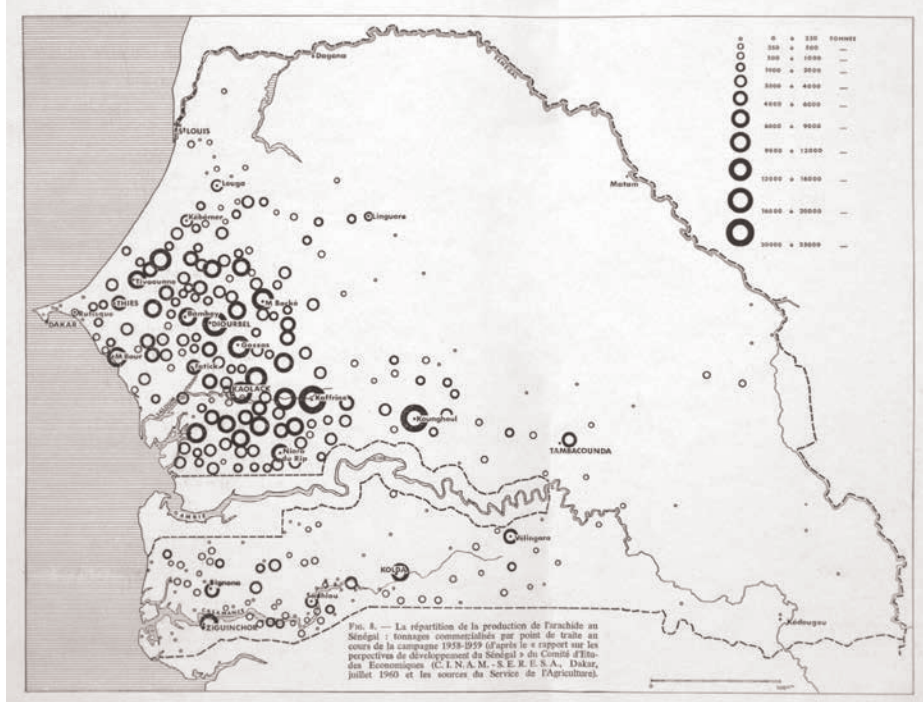 0 à 250 TONNES
250 à 500 —
500 à 1000 —
1000 à 2000 —
2000 à 4000 —
4000 à 6000 —
6000 à 9000 —
9000 à 12000 —
12000 à 16000 —
16000 à 20000 —
20000 à 25000 —
Dagana
SÉNÉGAL
St LOUIS
Louga
Matam
Kébémer
Linguere
Tivaouane
M Backé
THIES
Rufisque
Bambey
DAKAR
DIOURBEL
M Bour
Gossas
Fatick
KAOLACK
Kaffrine
Koungheul
TAMBACOUNDA
Nioro
du Rip
GAMBIE
Vélingara
KOLDA
Bignona
Sédhiou
CASAMANCE
ZIGUINCHOR
Kédougou
FIG. 8. — La répartition de la production de l'arachide au
Sénégal : tonnages commercialisés par point de traite au
cours de la campagne 1958-1959 (d'après le « rapport sur les
perpectives de développement du Sénégal » du Comité d'Etu-
des Economiques (C.I.N.A.M.-S.E.R.E.S.A., Dakar,
juillet 1960 et les sources du Service de l'Agriculture).